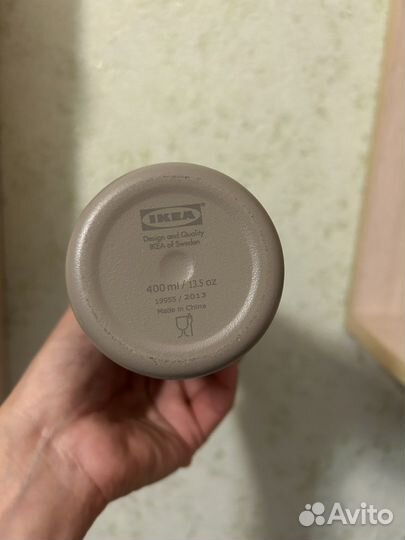 IKEA
Design and Quality
IKEA of Sweden
400 ml / 13.5 oz
19955 / 2013
Made in China
Avito